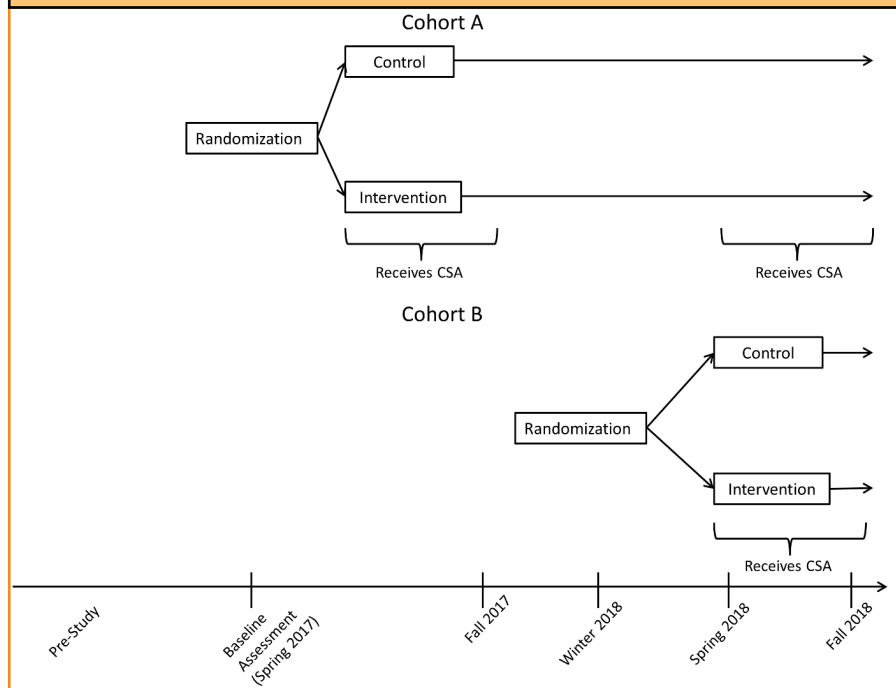 Cohort A
Control
Randomization
Intervention
Receives CSA
Receives CSA
Cohort B
Control
Randomization
Intervention
Receives CSA
Pre-Study
Baseline
Assessment
(Spring 2017)
Fall 2017
Winter 2018
Spring 2018
Fall 2018